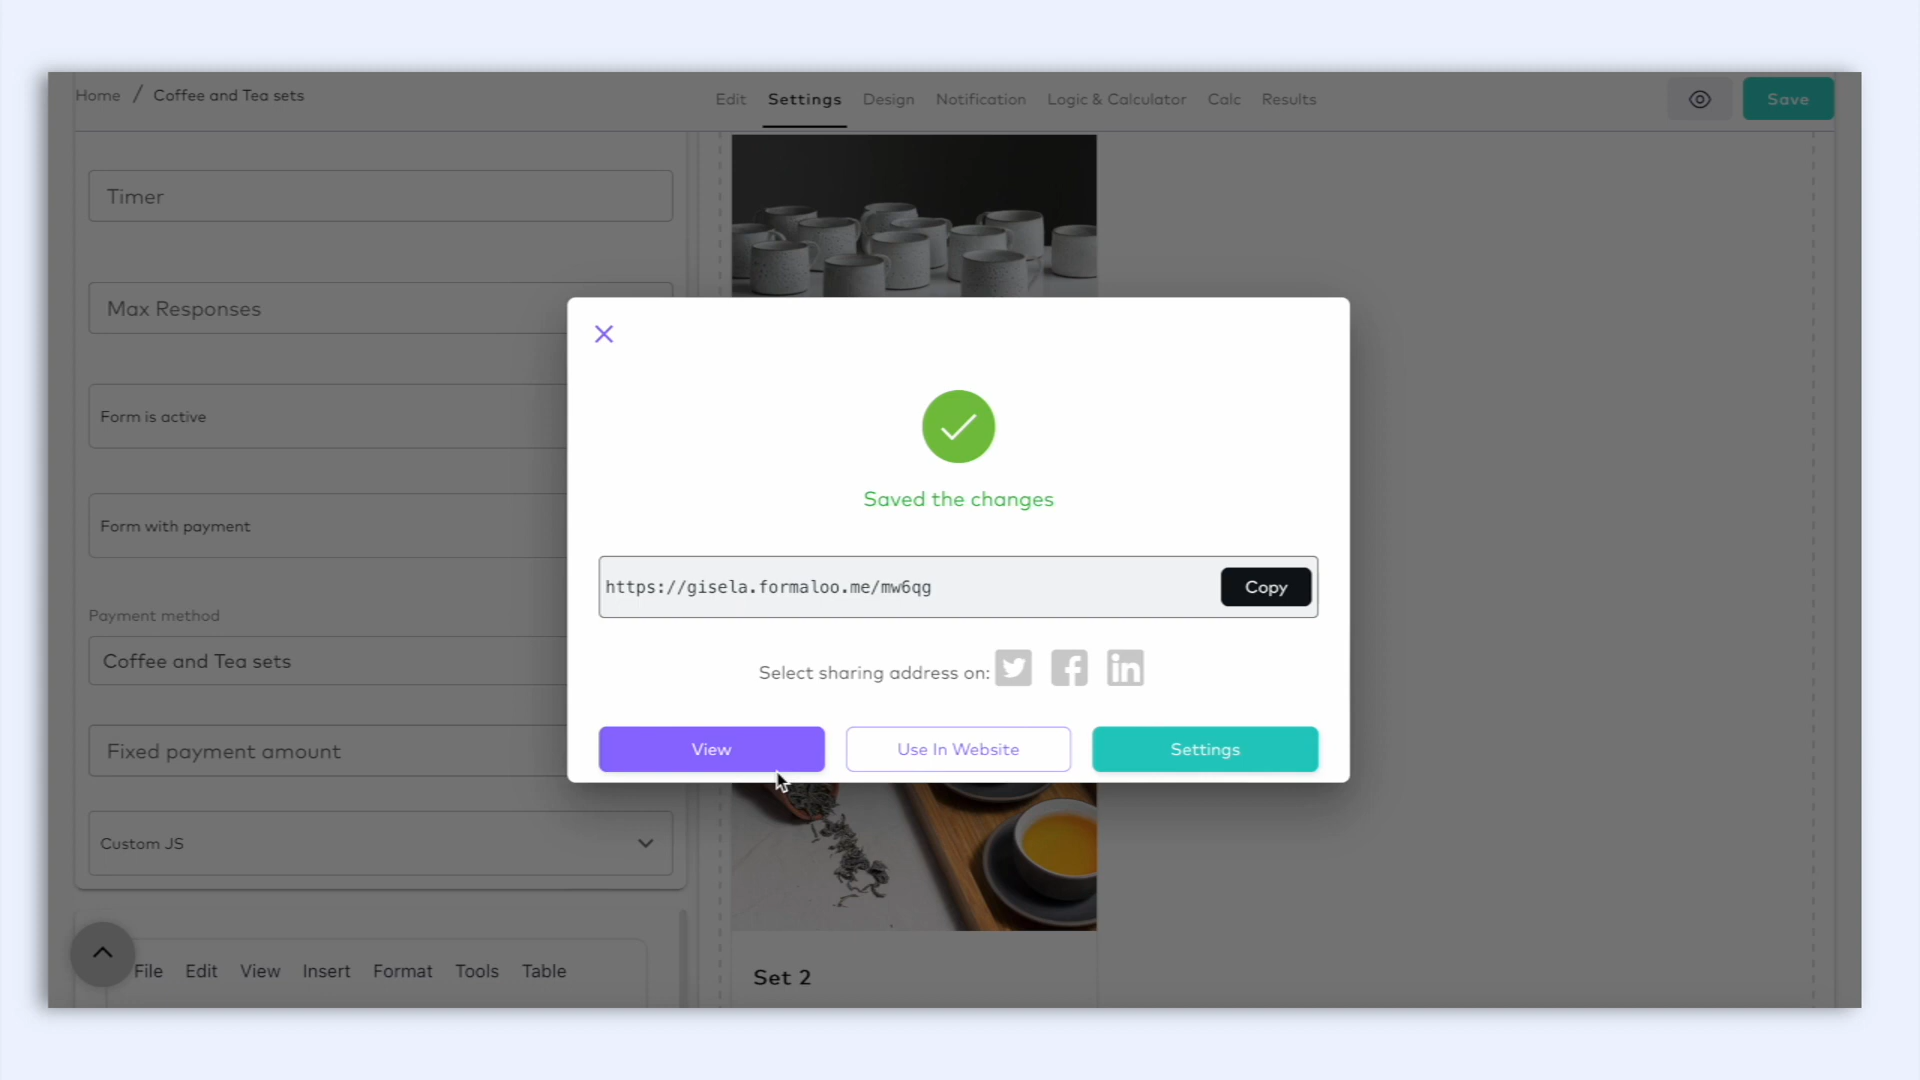 Home / Coffee and Tea sets
Edit Settings Design Notification Logic & Calculator Calc Results
Save
Timer
Max Responses
Form is active
Form with payment
Payment method
Coffee and Tea sets
Fixed payment amount
Custom JS
File Edit View Insert Format Tools Table
Saved the changes
https://gisela.formaloo.me/mw6qg
Copy
Select sharing address on:
View Use In Website Settings
Set 2